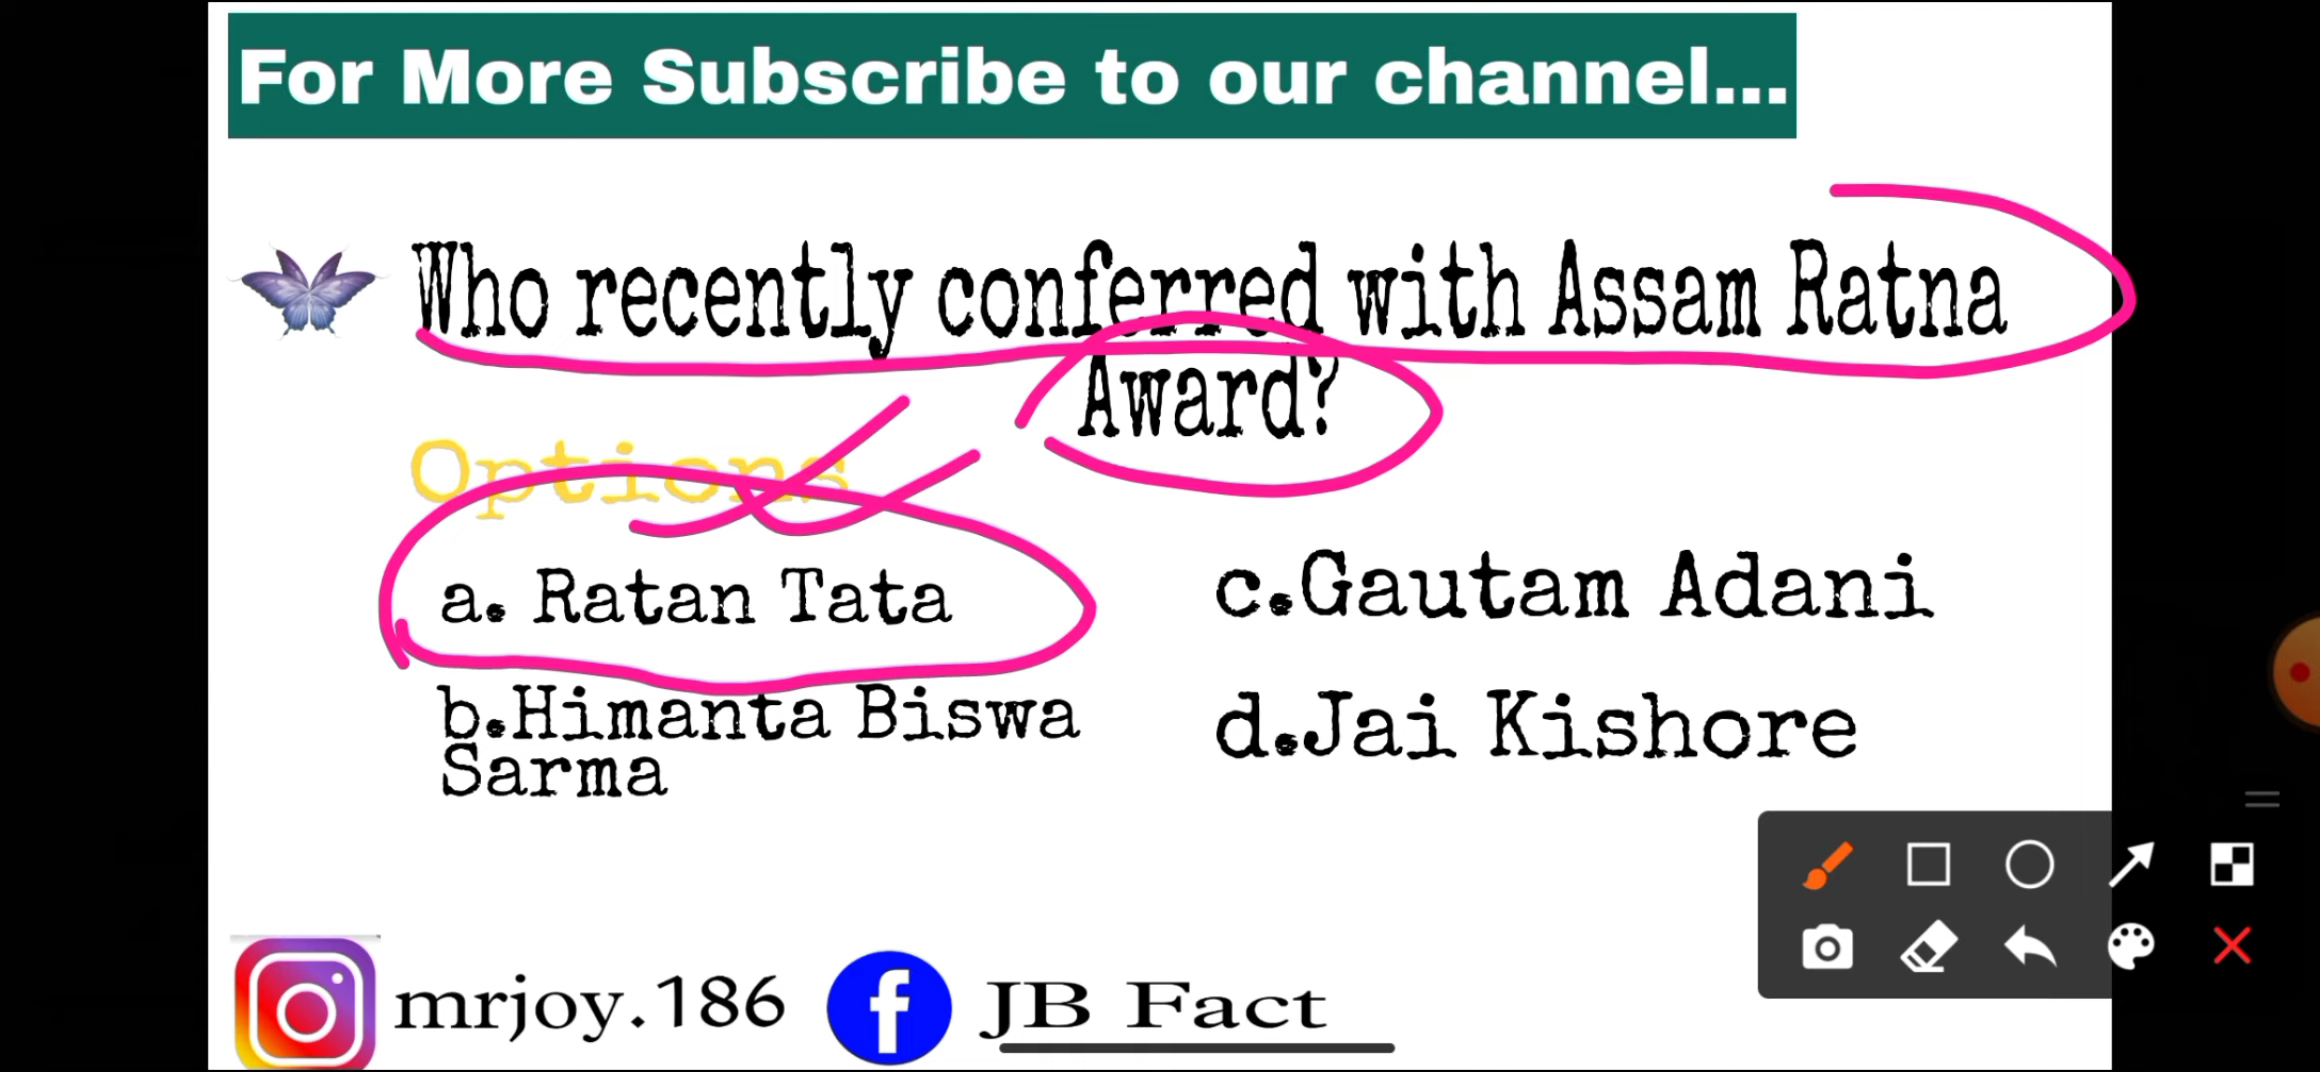 For More Subscribe to our channel...
Who recently conferred with Assam Ratna
Award?
Options
a. Ratan Tata
b.Himanta Biswa
Sarma
c.Gautam Adani
d.Jai Kishore
mrjoy.186
JB Fact